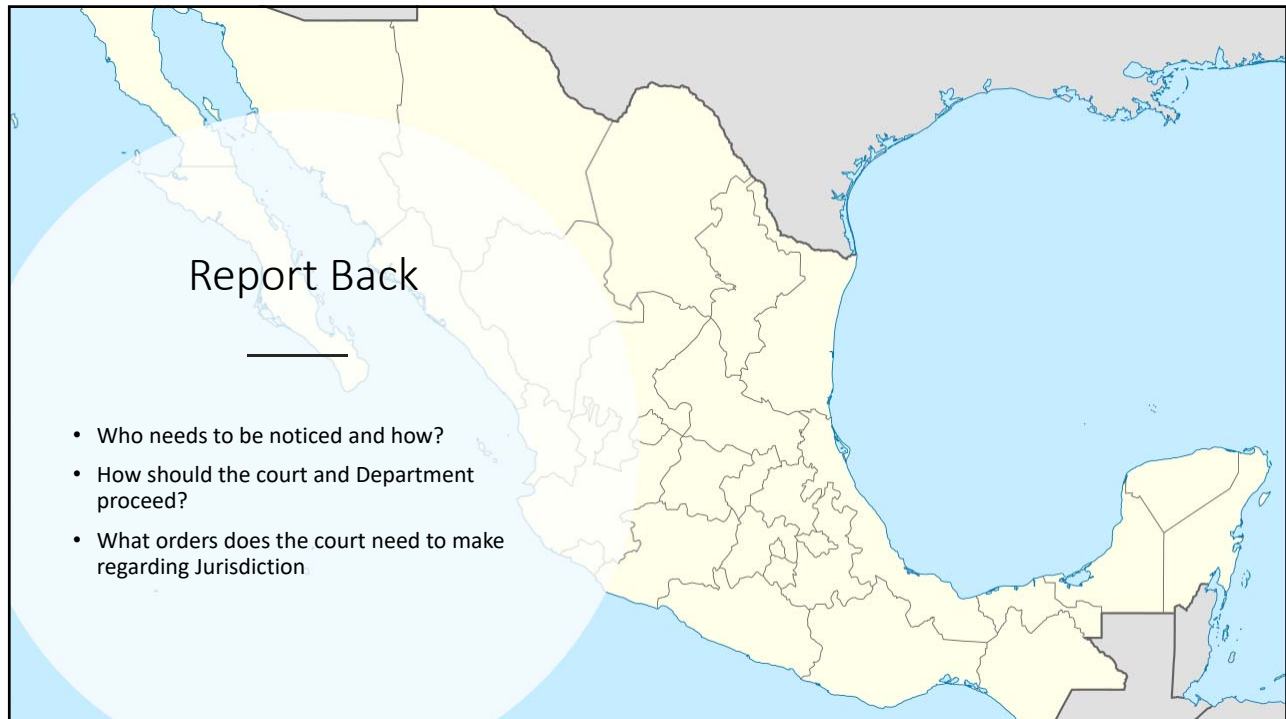 Report Back
• Who needs to be noticed and how?
• How should the court and Department
proceed?
• What orders does the court need to make
regarding Jurisdiction